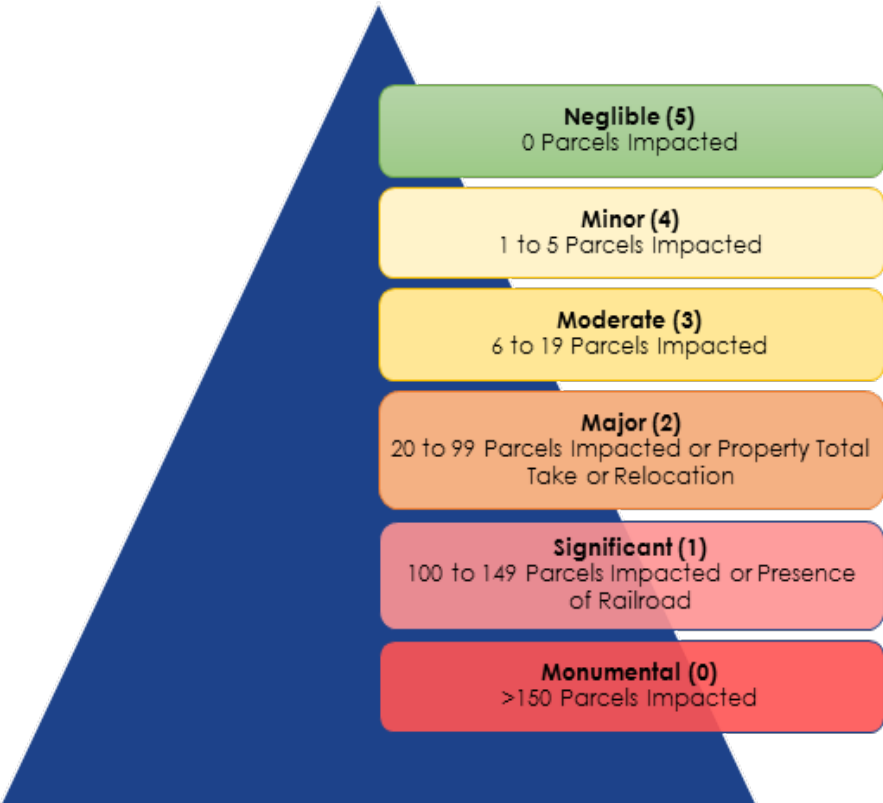 Neglible (5)
0 Parcels Impacted
Minor (4)
1 to 5 Parcels Impacted
Moderate (3)
6 to 19 Parcels Impacted
Major (2)
20 to 99 Parcels Impacted or Property Total
Take or Relocation
Significant (1)
100 to 149 Parcels Impacted or Presence
of Railroad
Monumental (0)
>150 Parcels Impacted